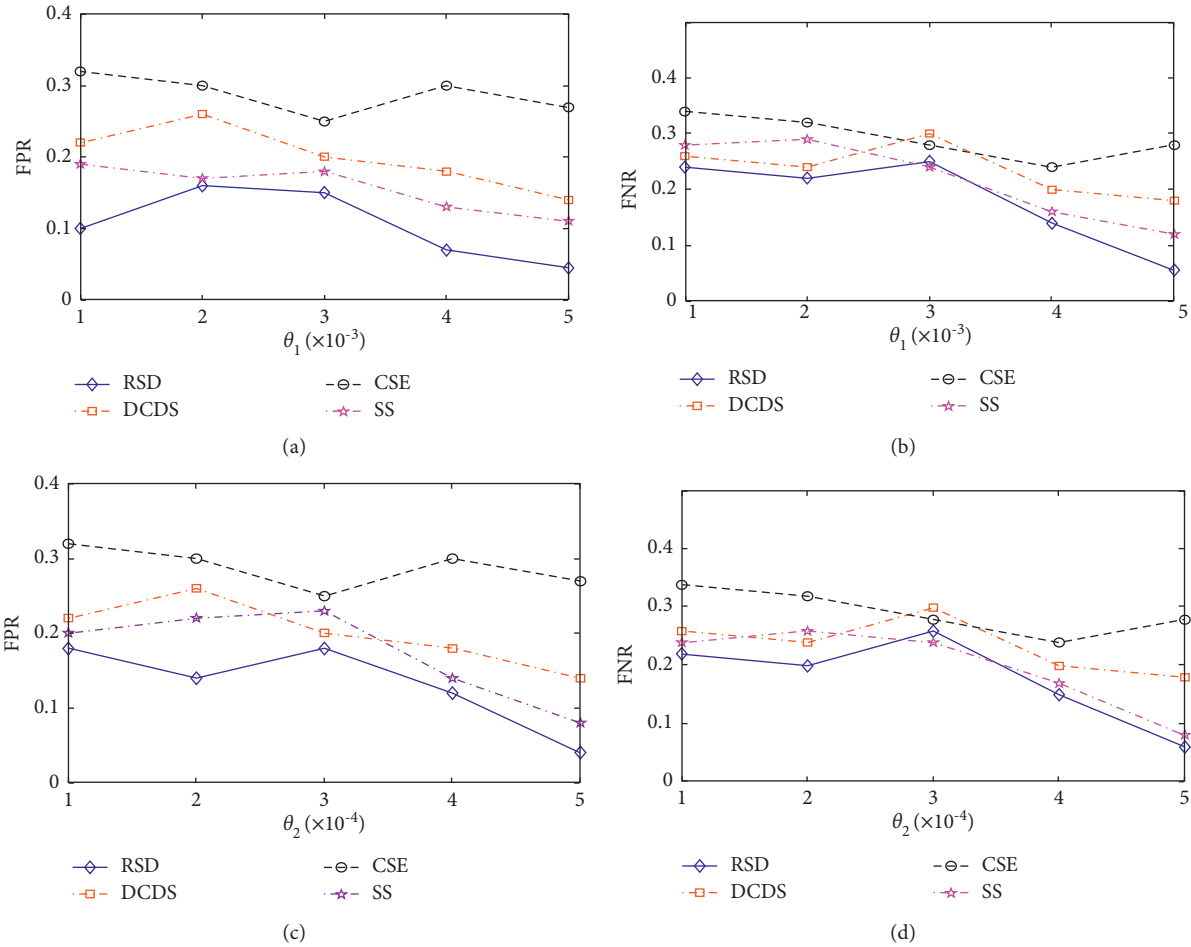 0.4
0.3
0.2
0.1
0
FPR
1 2 3 4 5
θ1 (×10-3)
RSD CSE
DCDS SS
(a)
0.4
0.3
0.2
0.1
0
FNR
1 2 3 4 5
θ1 (×10-3)
RSD CSE
DCDS SS
(b)
0.4
0.3
0.2
0.1
0
FPR
1 2 3 4 5
θ2 (×10-4)
RSD CSE
DCDS SS
(c)
0.4
0.3
0.2
0.1
0
FNR
1 2 3 4 5
θ2 (×10-4)
RSD CSE
DCDS SS
(d)